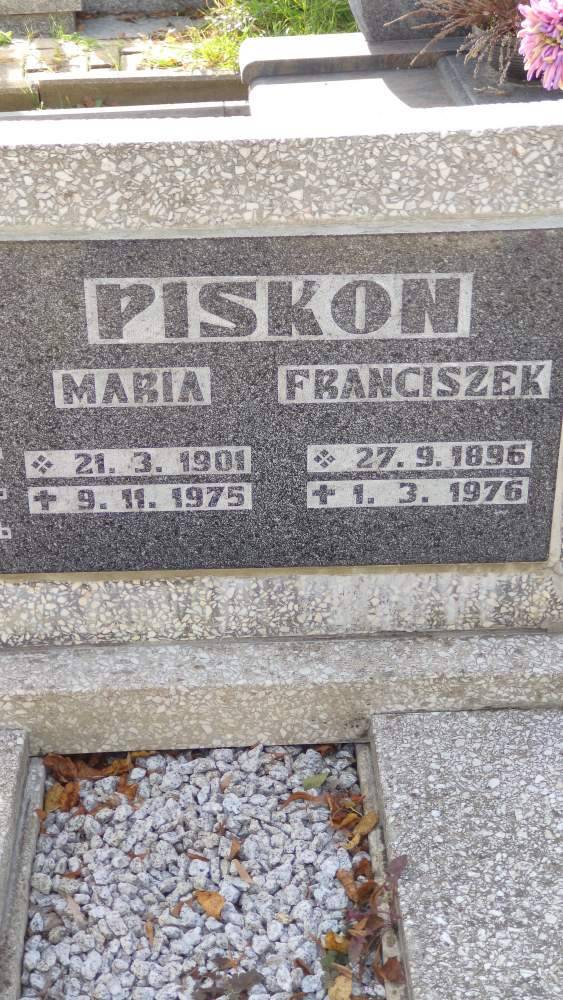 PISKON
MARIA FRANCISZEK
21. 3. 1901 27. 9. 1896
✝ 9. 11. 1975 ✝ 1. 3. 1976